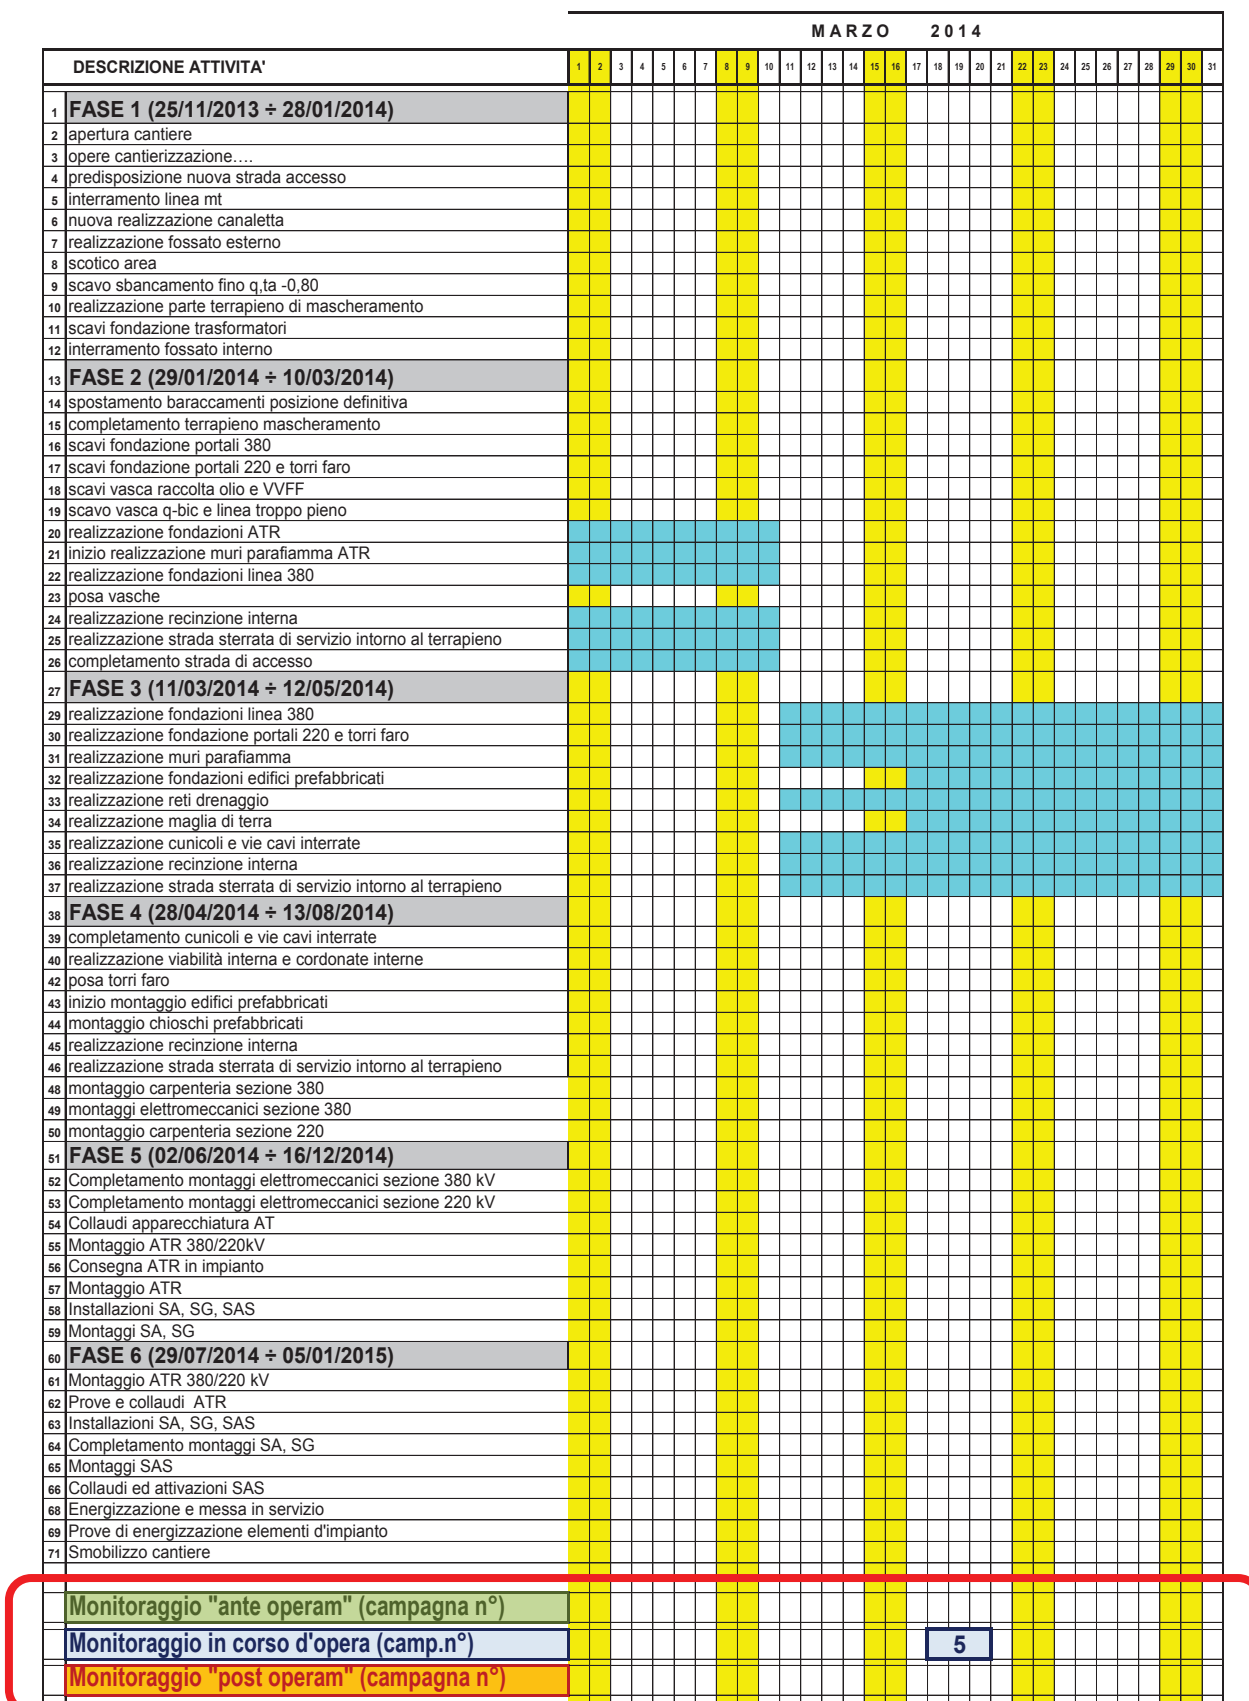 MARZO 2014
DESCRIZIONE ATTIVITA' 1 2 3 4 5 6 7 8 9 10 11 12 13 14 15 16 17 18 19 20 21 22 23 24 25 26 27 28 29 30 31
1 FASE 1 (25/11/2013 ÷ 28/01/2014)
2 apertura cantiere
3 opere cantierizzazione….
4 predisposizione nuova strada accesso
5 interramento linea mt
6 nuova realizzazione canaletta
7 realizzazione fossato esterno
8 scotico area
9 scavo sbancamento fino q,ta -0,80
10 realizzazione parte terrapieno di mascheramento
11 scavi fondazione trasformatori
12 interramento fossato interno
13 FASE 2 (29/01/2014 ÷ 10/03/2014)
14 spostamento baraccamenti posizione definitiva
15 completamento terrapieno mascheramento
16 scavi fondazione portali 380
17 scavi fondazione portali 220 e torri faro
18 scavi vasca raccolta olio e VVFF
19 scavo vasca q-bic e linea troppo pieno
20 realizzazione fondazioni ATR
21 inizio realizzazione muri parafiamma ATR
22 realizzazione fondazioni linea 380
23 posa vasche
24 realizzazione recinzione interna
25 realizzazione strada sterrata di servizio intorno al terrapieno
26 completamento strada di accesso
27 FASE 3 (11/03/2014 ÷ 12/05/2014)
29 realizzazione fondazioni linea 380
30 realizzazione fondazione portali 220 e torri faro
31 realizzazione muri parafiamma
32 realizzazione fondazioni edifici prefabbricati
33 realizzazione reti drenaggio
34 realizzazione maglia di terra
35 realizzazione cunicoli e vie cavi interrate
36 realizzazione recinzione interna
37 realizzazione strada sterrata di servizio intorno al terrapieno
38 FASE 4 (28/04/2014 ÷ 13/08/2014)
39 completamento cunicoli e vie cavi interrate
40 realizzazione viabilità interna e cordonate interne
42 posa torri faro
43 inizio montaggio edifici prefabbricati
44 montaggio chioschi prefabbricati
45 realizzazione recinzione interna
46 realizzazione strada sterrata di servizio intorno al terrapieno
48 montaggio carpenteria sezione 380
49 montaggi elettromeccanici sezione 380
50 montaggio carpenteria sezione 220
51 FASE 5 (02/06/2014 ÷ 16/12/2014)
52 Completamento montaggi elettromeccanici sezione 380 kV
53 Completamento montaggi elettromeccanici sezione 220 kV
54 Collaudi apparecchiatura AT
55 Montaggio ATR 380/220kV
56 Consegna ATR in impianto
57 Montaggio ATR
58 Installazioni SA, SG, SAS
59 Montaggi SA, SG
60 FASE 6 (29/07/2014 ÷ 05/01/2015)
61 Montaggio ATR 380/220 kV
62 Prove e collaudi ATR
63 Installazioni SA, SG, SAS
64 Completamento montaggi SA, SG
65 Montaggi SAS
66 Collaudi ed attivazioni SAS
68 Energizzazione e messa in servizio
69 Prove di energizzazione elementi d'impianto
71 Smobilizzo cantiere
Monitoraggio "ante operam" (campagna n°)
Monitoraggio in corso d'opera (camp.n°) 5
Monitoraggio "post operam" (campagna n°)